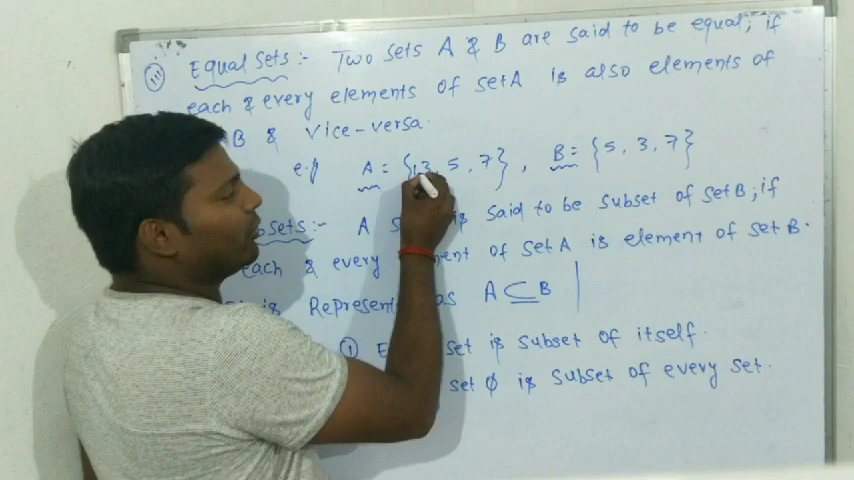 (iii) Equal Sets :- Two sets A & B are said to be equal; if
each & every elements of set A is also elements of
B & Vice-versa.
e.g A = {1, 3, 5, 7}, B = {5, 3, 7}
sets :- A s is said to be subset of set B; if
each & every ment of set A is element of set B.
is Represent as A ⊆ B
① E set is subset of itself.
set ϕ is subset of every set.